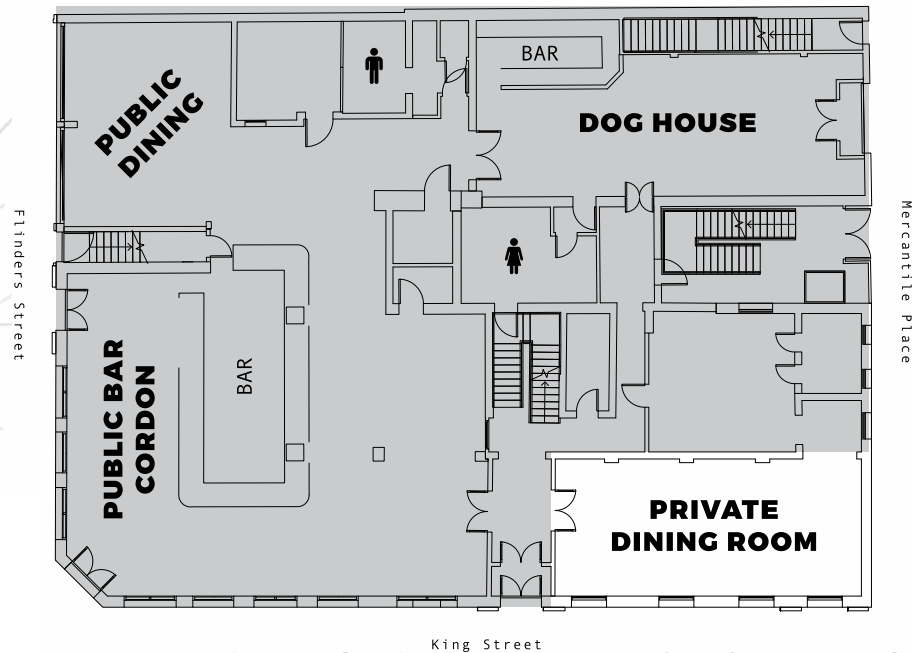 BAR
PUBLIC
DINING
DOG HOUSE
Flinders Street
Mercantile Place
PUBLIC BAR
CORDON
BAR
PRIVATE
DINING ROOM
King Street